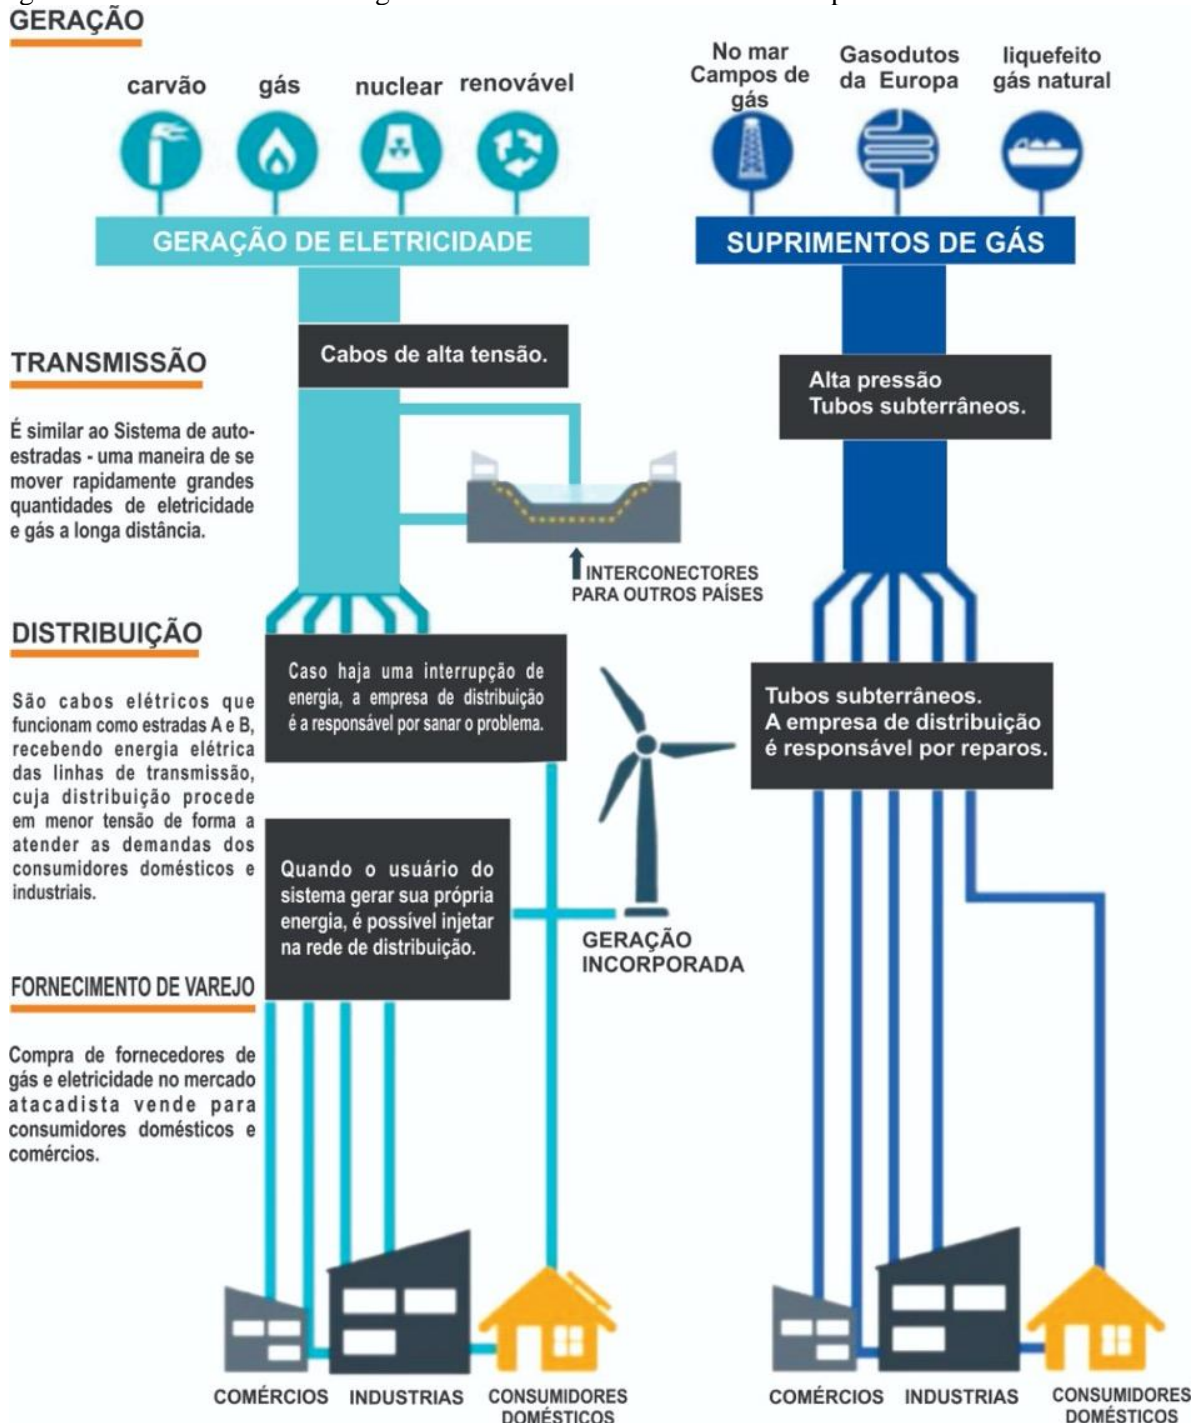 GERAÇÃO
carvão
gás
nuclear
renovável
No mar
Campos de
gás
Gasodutos
da Europa
liquefeito
gás natural
GERAÇÃO DE ELETRICIDADE
SUPRIMENTOS DE GÁS
TRANSMISSÃO
É similar ao Sistema de auto-
estradas - uma maneira de se
mover rapidamente grandes
quantidades de eletricidade
e gás a longa distância.
Cabos de alta tensão.
Alta pressão
Tubos subterrâneos.
INTERCONECTORES
PARA OUTROS PAÍSES
DISTRIBUIÇÃO
São cabos elétricos que
funcionam como estradas A e B,
recebendo energia elétrica
das linhas de transmissão,
cuja distribuição procede
em menor tensão de forma a
atender as demandas dos
consumidores domésticos e
industriais.
Caso haja uma interrupção de
energia, a empresa de distribuição
é a responsável por sanar o problema.
Tubos subterrâneos.
A empresa de distribuição
é responsável por reparos.
Quando o usuário do
sistema gerar sua própria
energia, é possível injetar
na rede de distribuição.
GERAÇÃO
INCORPORADA
FORNECIMENTO DE VAREJO
Compra de fornecedores de
gás e eletricidade no mercado
atacadista vende para
consumidores domésticos e
comércios.
COMÉRCIOS
INDUSTRIAS
CONSUMIDORES
DOMÉSTICOS
COMÉRCIOS
INDUSTRIAS
CONSUMIDORES
DOMÉSTICOS